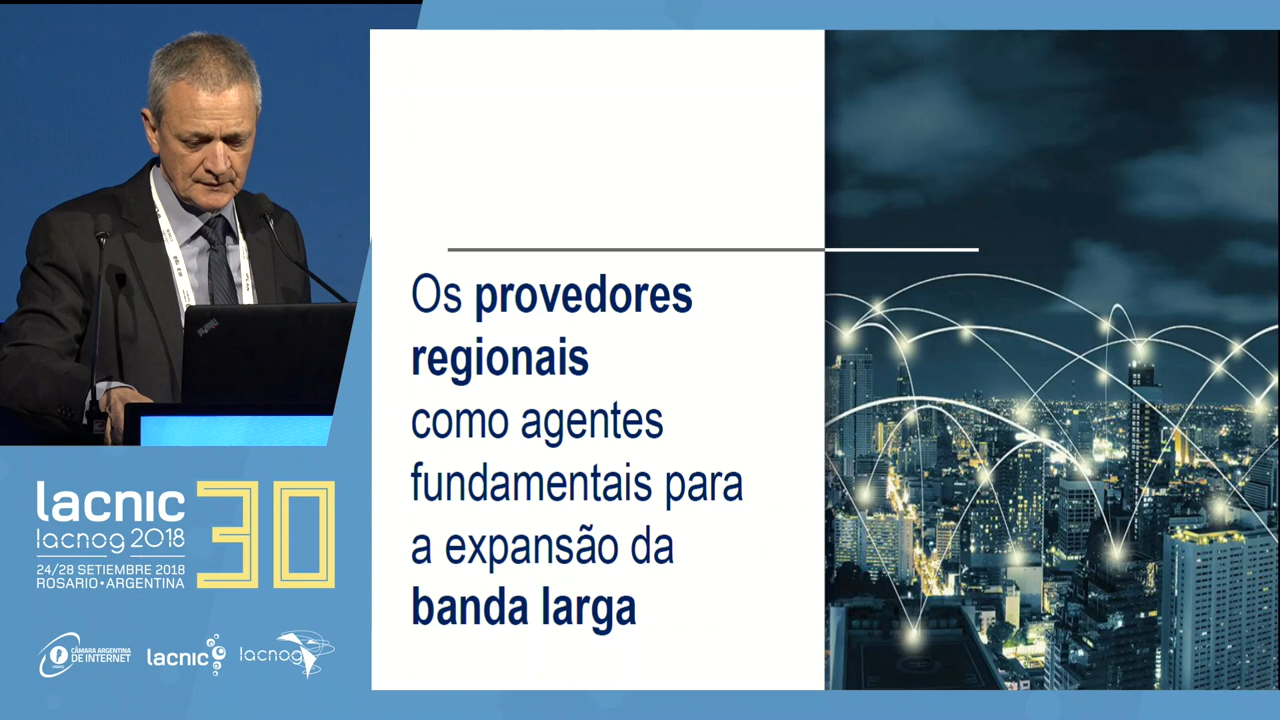 Os provedores
regionais
como agentes
fundamentais para
a expansão da
banda larga
lacnic 30
lacnog 2018
24/28 SETIEMBRE 2018
ROSARIO • ARGENTINA
CÁMARA ARGENTINA
DE INTERNET
lacnic
lacnog
ThinkPad